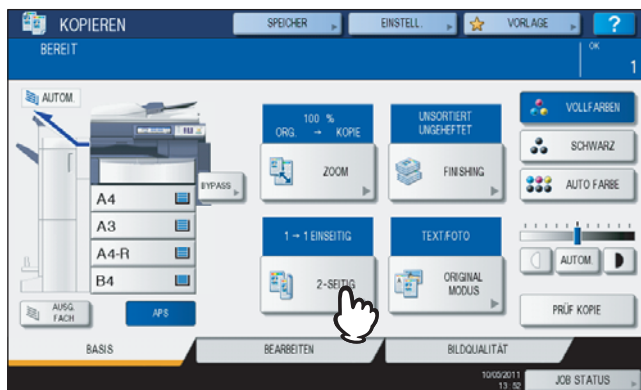 KOPIEREN
SPEICHER
EINSTELL.
VORLAGE
?
BEREIT
OK
1
AUTOM.
BYPASS
A4
A3
A4-R
B4
AUSG.
FACH
APS
100 %
ORG. → KOPIE
ZOOM
UNSORTIERT
UNGEHEFTET
FINISHING
1 → 1 EINSEITIG
2-SEITIG
TEXT/FOTO
ORIGINAL
MODUS
VOLLFARBEN
SCHWARZ
AUTO FARBE
AUTOM.
PRÜF KOPIE
BASIS
BEARBEITEN
BILDQUALITÄT
10/05/2011
13:52
JOB STATUS